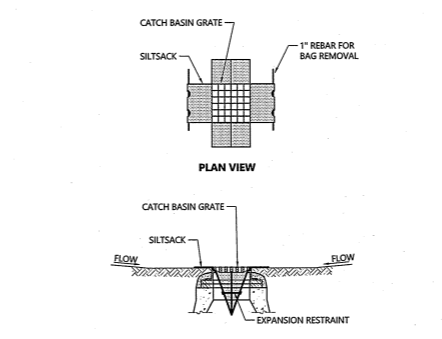 CATCH BASIN GRATE
SILTSACK
1" REBAR FOR
BAG REMOVAL
PLAN VIEW
CATCH BASIN GRATE
SILTSACK
FLOW
FLOW
EXPANSION RESTRAINT